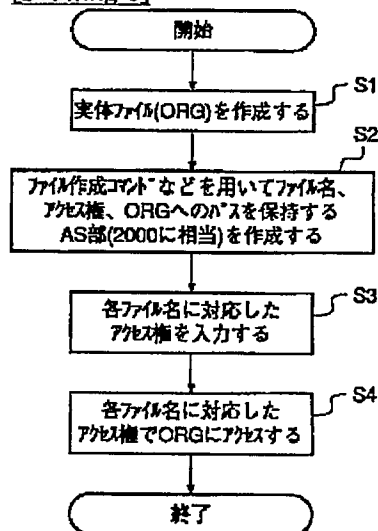 開始
S1
実体ファイル(ORG)を作成する
S2
ファイル作成コマンドなどを用いてファイル名、
アクセス権、ORGへのパスを保持する
AS部(2000に相当)を作成する
S3
各ファイル名に対応した
アクセス権を入力する
S4
各ファイル名に対応した
アクセス権でORGにアクセスする
終了